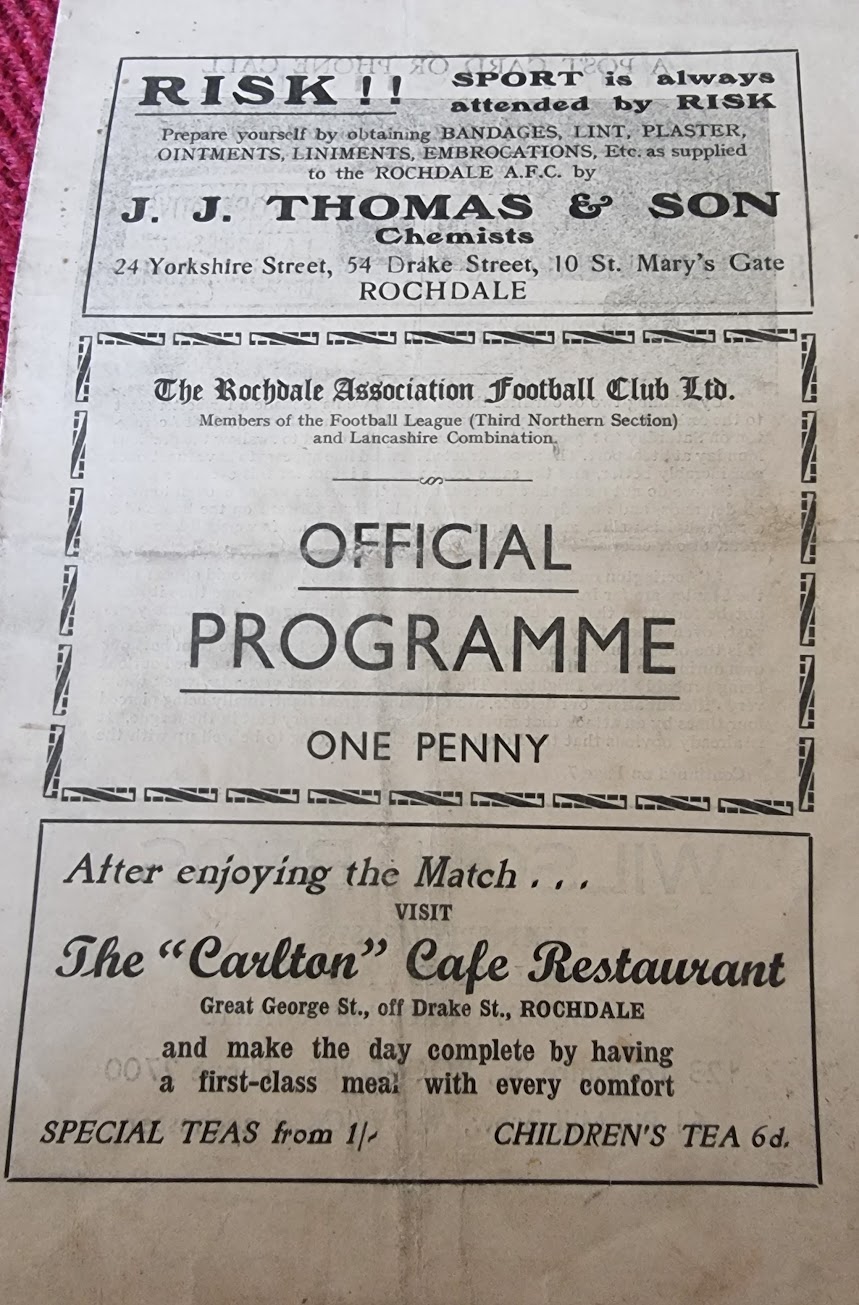 RISK!! SPORT is always
attended by RISK
Prepare yourself by obtaining BANDAGES, LINT, PLASTER,
OINTMENTS, LINIMENTS, EMBROCATIONS, Etc. as supplied
to the ROCHDALE A.F.C. by
J. J. THOMAS & SON
Chemists
24 Yorkshire Street, 54 Drake Street, 10 St. Mary's Gate
ROCHDALE
The Rochdale Association Football Club Ltd.
Members of the Football League (Third Northern Section)
and Lancashire Combination.
OFFICIAL
PROGRAMME
ONE PENNY
After enjoying the Match . . .
VISIT
The "Carlton" Cafe Restaurant
Great George St., off Drake St., ROCHDALE
and make the day complete by having
a first-class meal with every comfort
SPECIAL TEAS from 1/- CHILDREN'S TEA 6d.